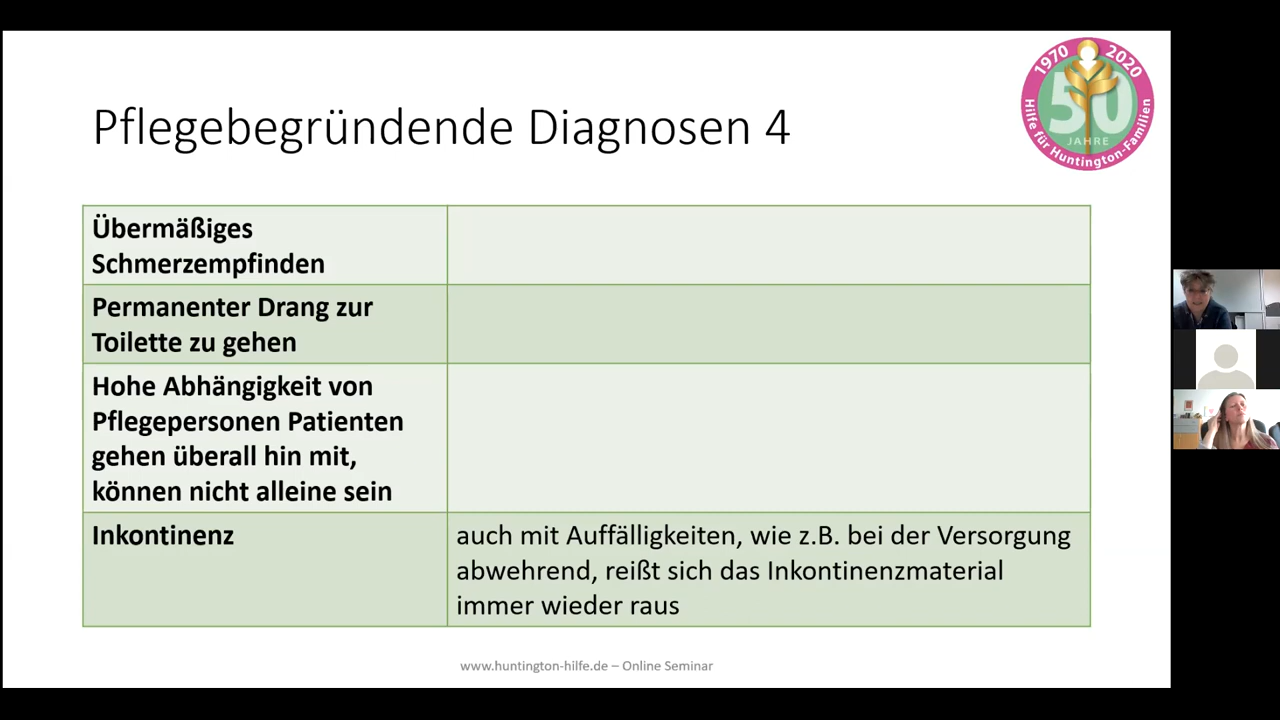 Pflegebegründende Diagnosen 4
1970 2020
50
JAHRE
Hilfe für Huntington-Familien
Übermäßiges
Schmerzempfinden
Permanenter Drang zur
Toilette zu gehen
Hohe Abhängigkeit von
Pflegepersonen Patienten
gehen überall hin mit,
können nicht alleine sein
Inkontinenz
auch mit Auffälligkeiten, wie z.B. bei der Versorgung
abwehrend, reißt sich das Inkontinenzmaterial
immer wieder raus
www.huntington-hilfe.de – Online Seminar